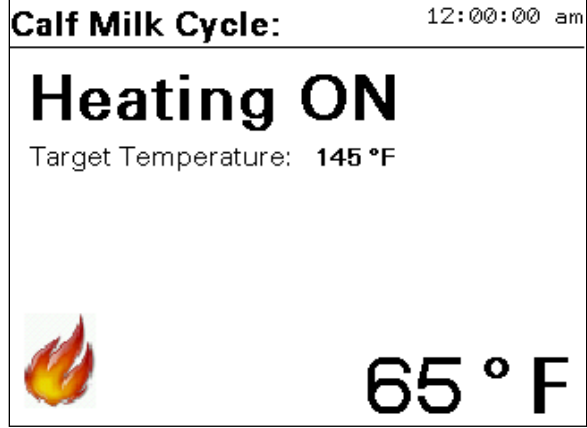 Calf Milk Cycle: 12:00:00 am
Heating ON
Target Temperature: 145 °F
65 ° F